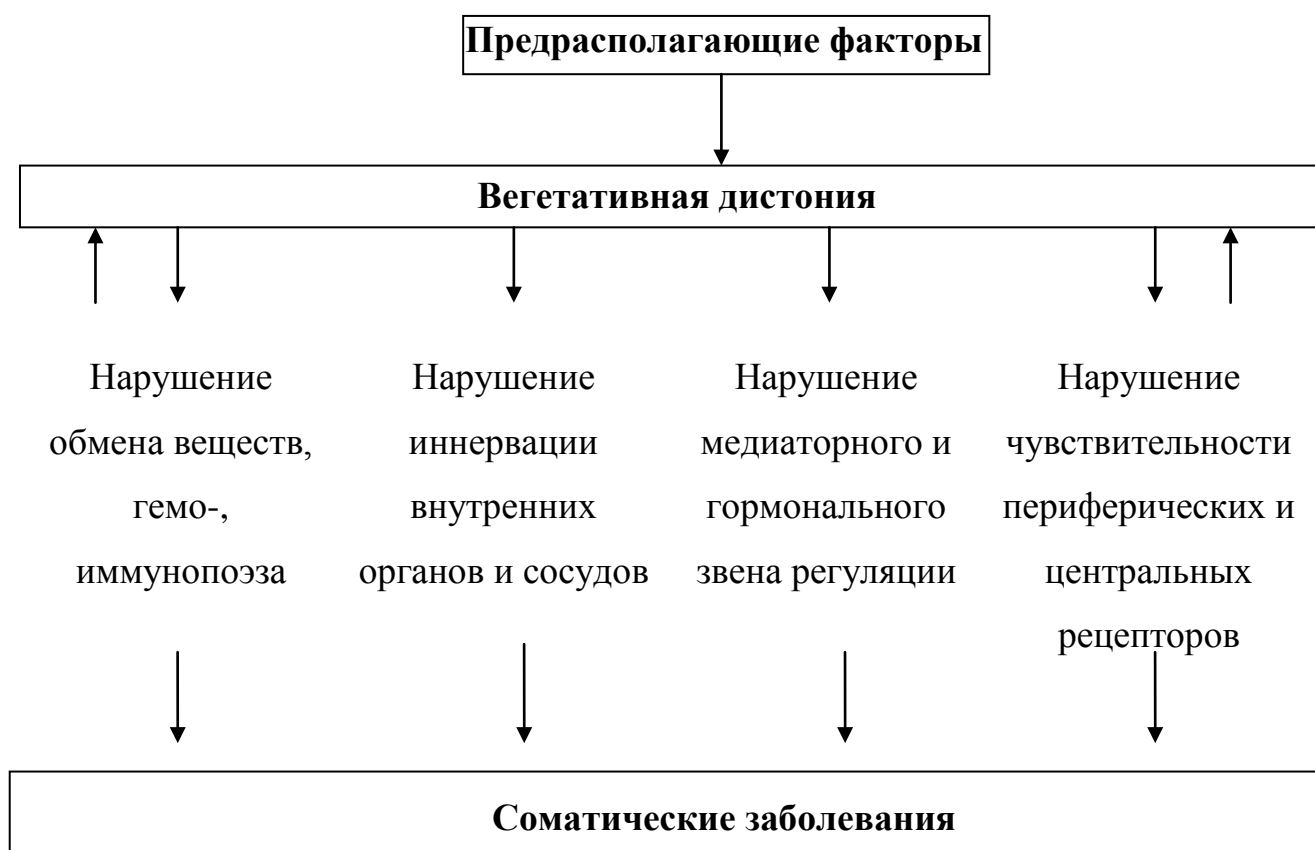 Предрасполагающие факторы
Вегетативная дистония
Нарушение
обмена веществ,
гемо-,
иммунопоэза
Нарушение
иннервации
внутренних
органов и сосудов
Нарушение
медиаторного и
гормонального
звена регуляции
Нарушение
чувствительности
периферических и
центральных
рецепторов
Соматические заболевания